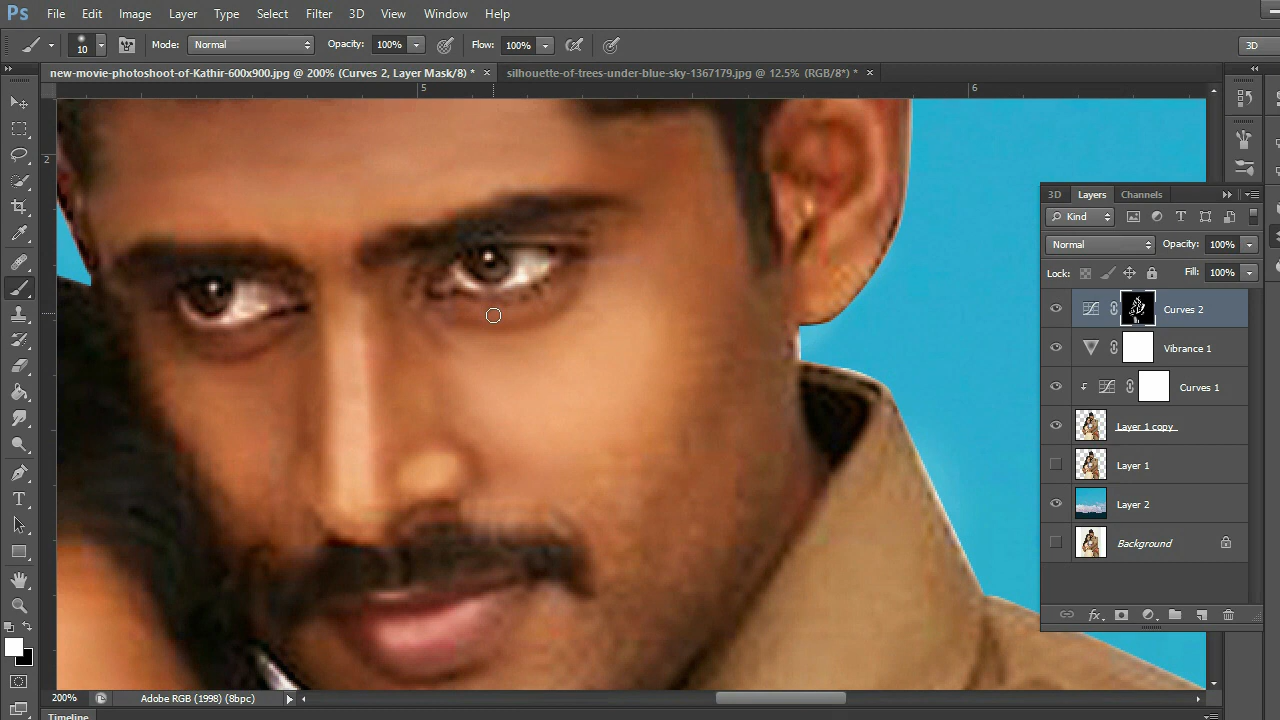 Ps File Edit Image Layer Type Select Filter 3D View Window Help
10 Mode: Normal Opacity: 100% Flow: 100% 3D
new-movie-photoshoot-of-Kathir-600x900.jpg @ 200% (Curves 2, Layer Mask/8) * × silhouette-of-trees-under-blue-sky-1367179.jpg @ 12.5% (RGB/8*) * ×
5 6
2
3D Layers Channels
Kind
Normal Opacity: 100%
Lock: Fill: 100%
Curves 2
Vibrance 1
Curves 1
Layer 1 copy
Layer 1
Layer 2
Background
fx
200% Adobe RGB (1998) (8bpc)
Timeline